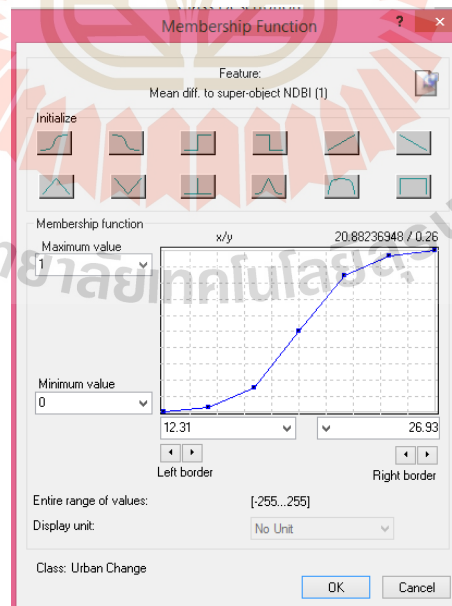 Membership Function
?
×
Feature:
Mean diff. to super-object NDBI (1)
Initialize
Membership function
x/y
20.88236948 / 0.26
Maximum value
1
Minimum value
0
12.31
26.93
Left border
Right border
Entire range of values:
[-255...255]
Display unit:
No Unit
Class: Urban Change
OK
Cancel